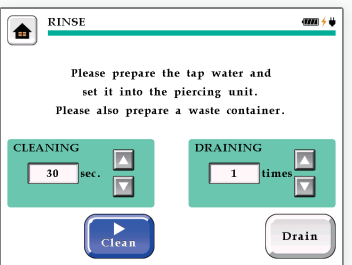 RINSE
Please prepare the tap water and
set it into the piercing unit.
Please also prepare a waste container.
CLEANING
30 sec.
DRAINING
1 times
Clean
Drain